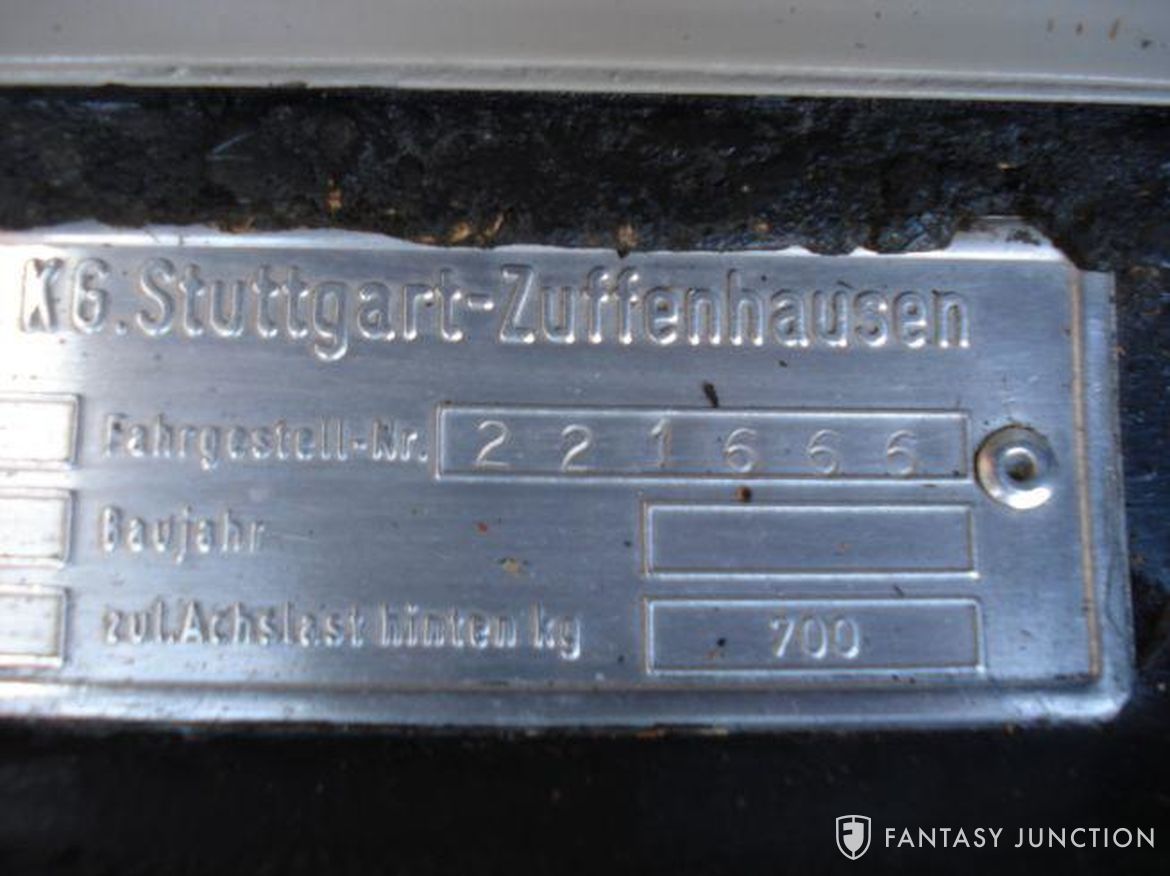 KG.Stuttgart-Zuffenhausen
Fahrgestell-Nr. 221666
Baujahr
zul.Achslast hinten kg 700
FANTASY JUNCTION